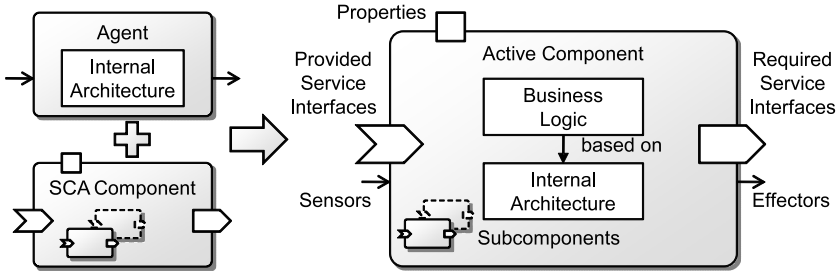 Agent
Internal
Architecture
SCA Component
Properties
Provided
Service
Interfaces
Sensors
Active Component
Business
Logic
based on
Internal
Architecture
Subcomponents
Required
Service
Interfaces
Effectors